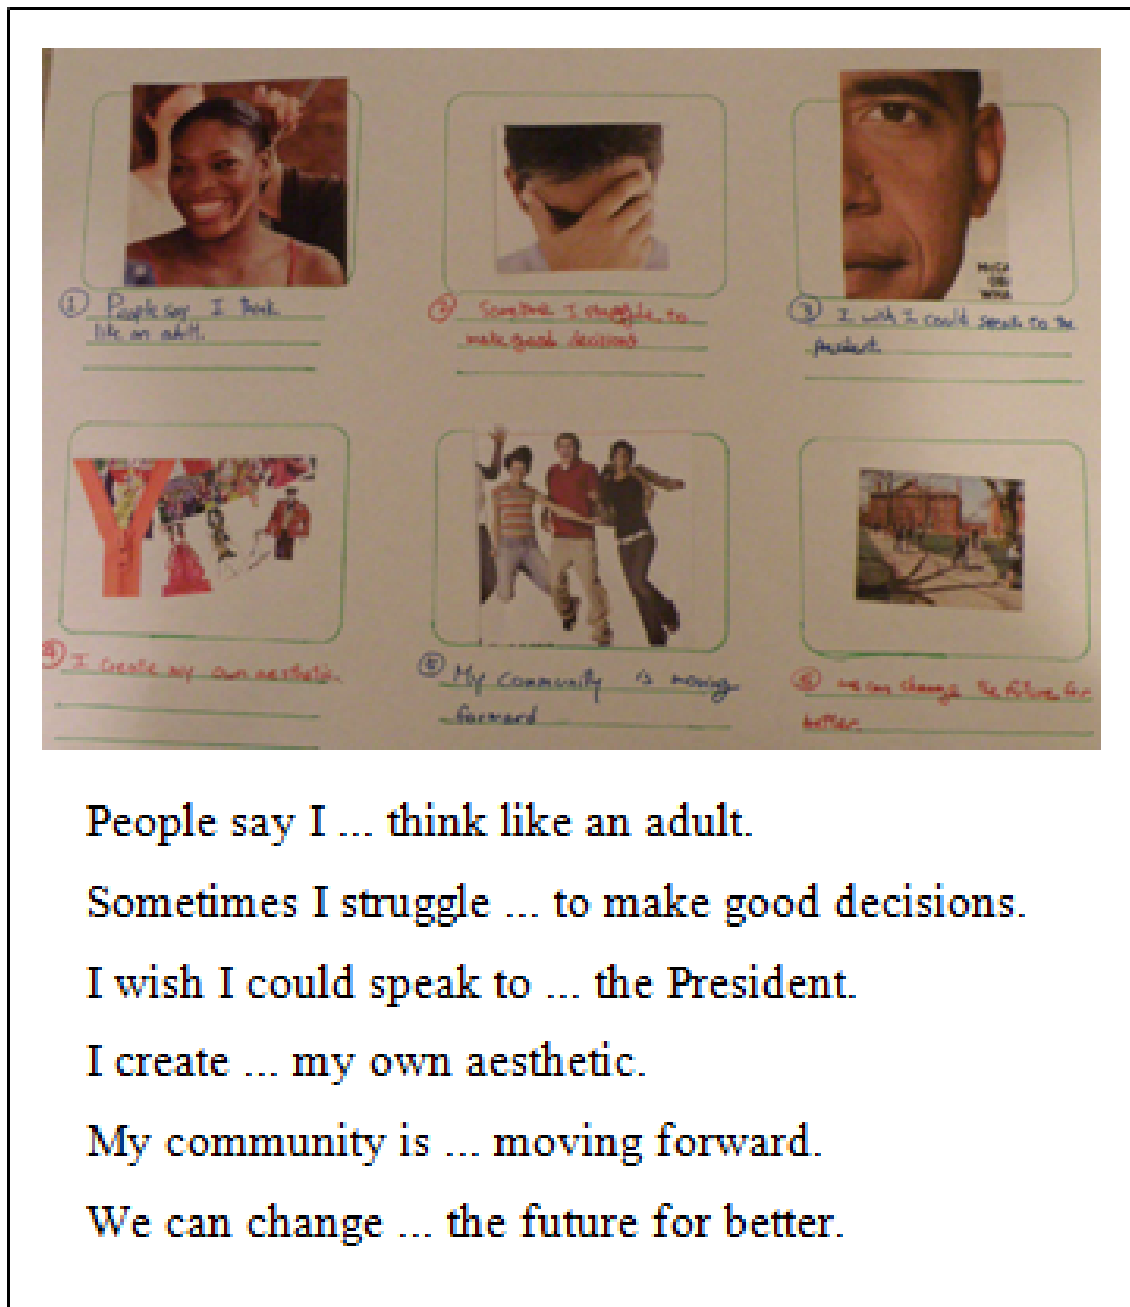 ① People say I think
like an adult.
② Sometimes I struggle to
make good decisions
③ I wish I could speak to the
President.
④ I create my own aesthetic.
⑤ My community is moving
forward
⑥ we can change the future for
better.
People say I ... think like an adult.
Sometimes I struggle ... to make good decisions.
I wish I could speak to ... the President.
I create ... my own aesthetic.
My community is ... moving forward.
We can change ... the future for better.